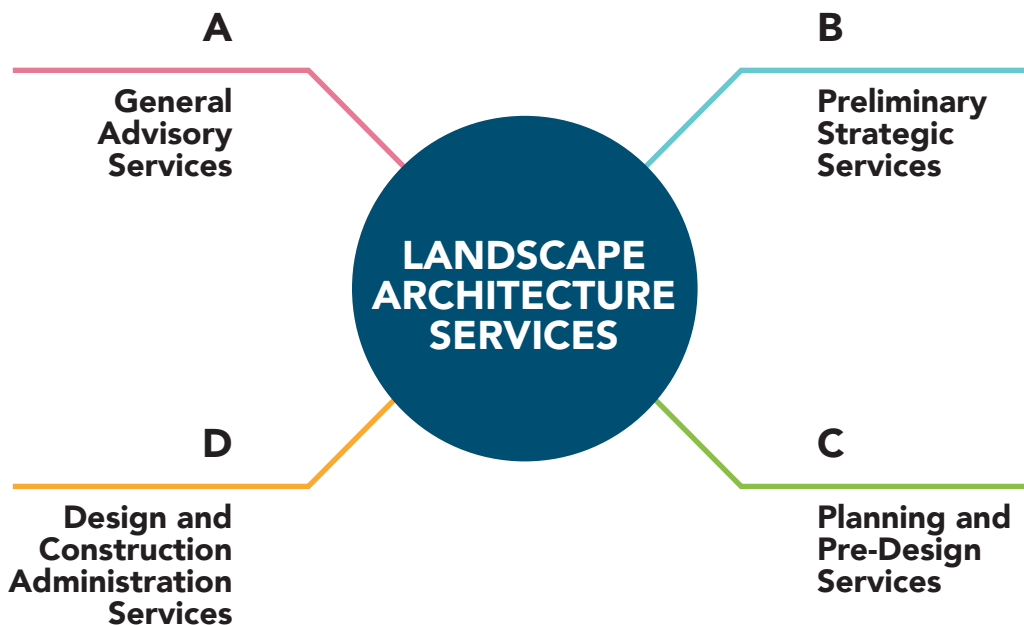 A
General
Advisory
Services
B
Preliminary
Strategic
Services
LANDSCAPE
ARCHITECTURE
SERVICES
D
Design and
Construction
Administration
Services
C
Planning and
Pre-Design
Services